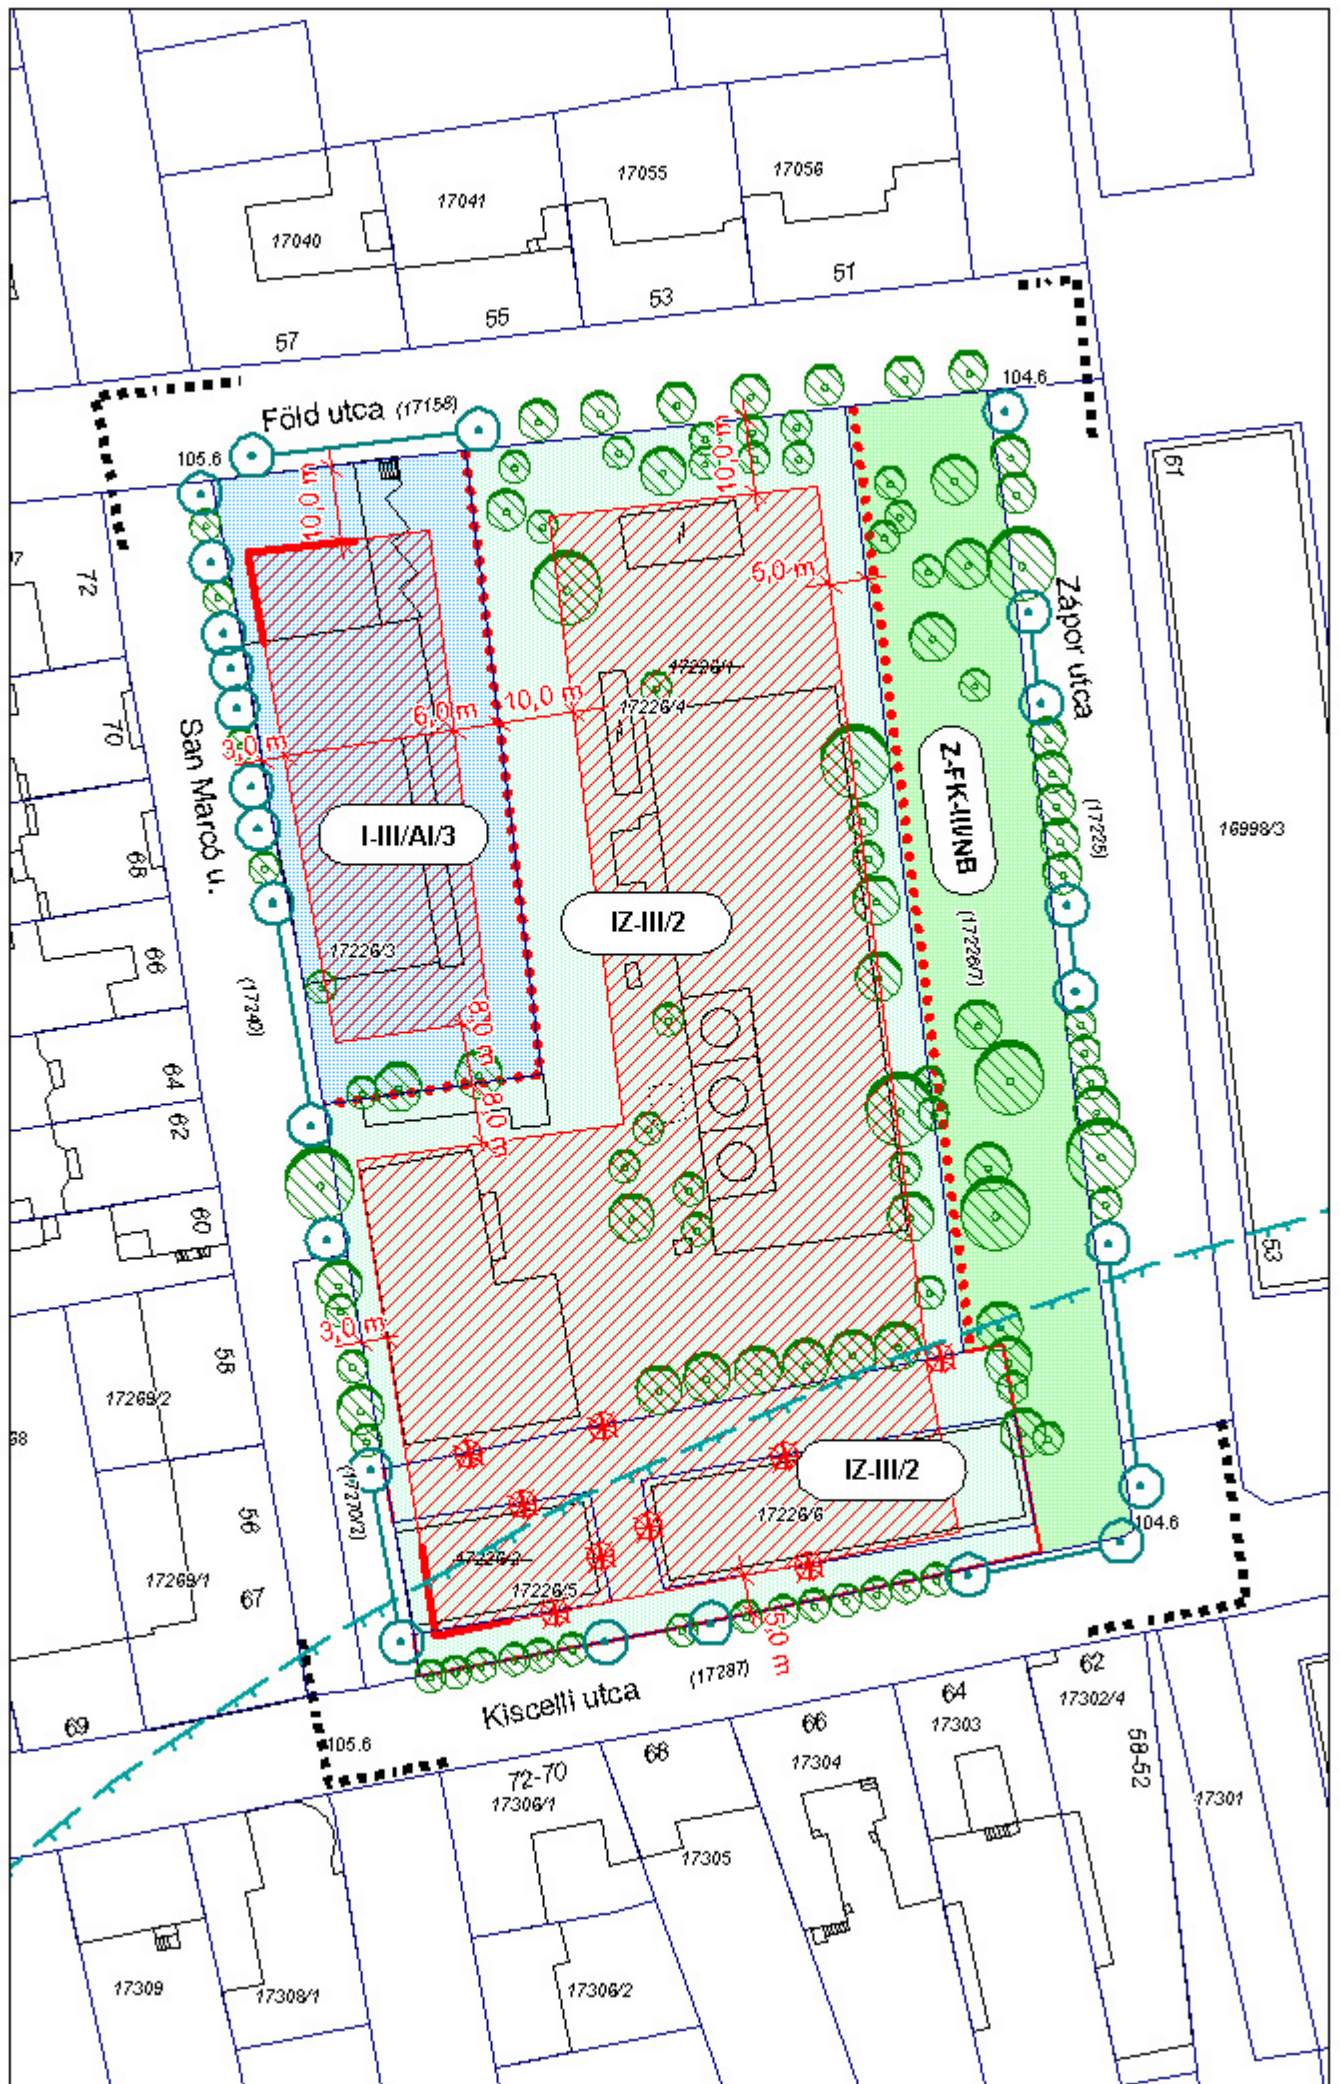 17055
17056
17041
17040
51
53
55
57
104.6
Föld utca (17158)
105.6
61
10,0 m
10,0 m
72
5,0 m
Zápor utca
17226/1
17226/4
10,0 m
6,0 m
3,0 m
San Marcó u.
70
Z-FK-III/NB
I-III/AI/3
16998/3
(17225)
68
IZ-III/2
17226/3
(17226/7)
66
(17240)
8,0 m
64
8,0 m
62
60
53
3,0 m
58
17269/2
IZ-III/2
(17270/2)
56
17226/6
104.6
17226/2
17269/1
17226/5
67
5,0 m
Kiscelli utca (17287)
62
17302/4
64
17303
66
17304
69
105.6
68
72-70
17306/1
58-52
17301
17305
17309
17308/1
17306/2